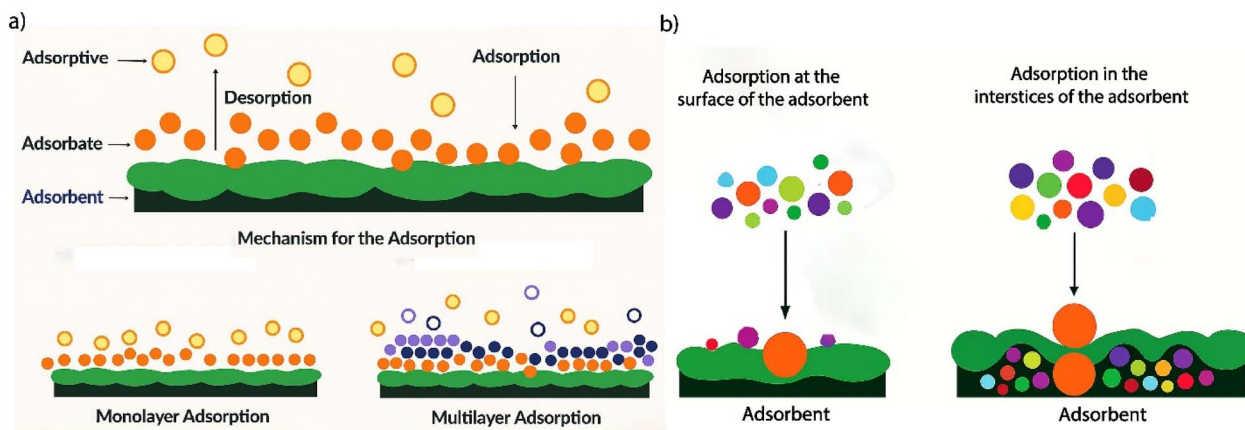 a)
Adsorptive
Adsorption
Desorption
Adsorbate
Adsorbent
Mechanism for the Adsorption
Monolayer Adsorption
Multilayer Adsorption
b)
Adsorption at the
surface of the adsorbent
Adsorbent
Adsorption in the
interstices of the adsorbent
Adsorbent